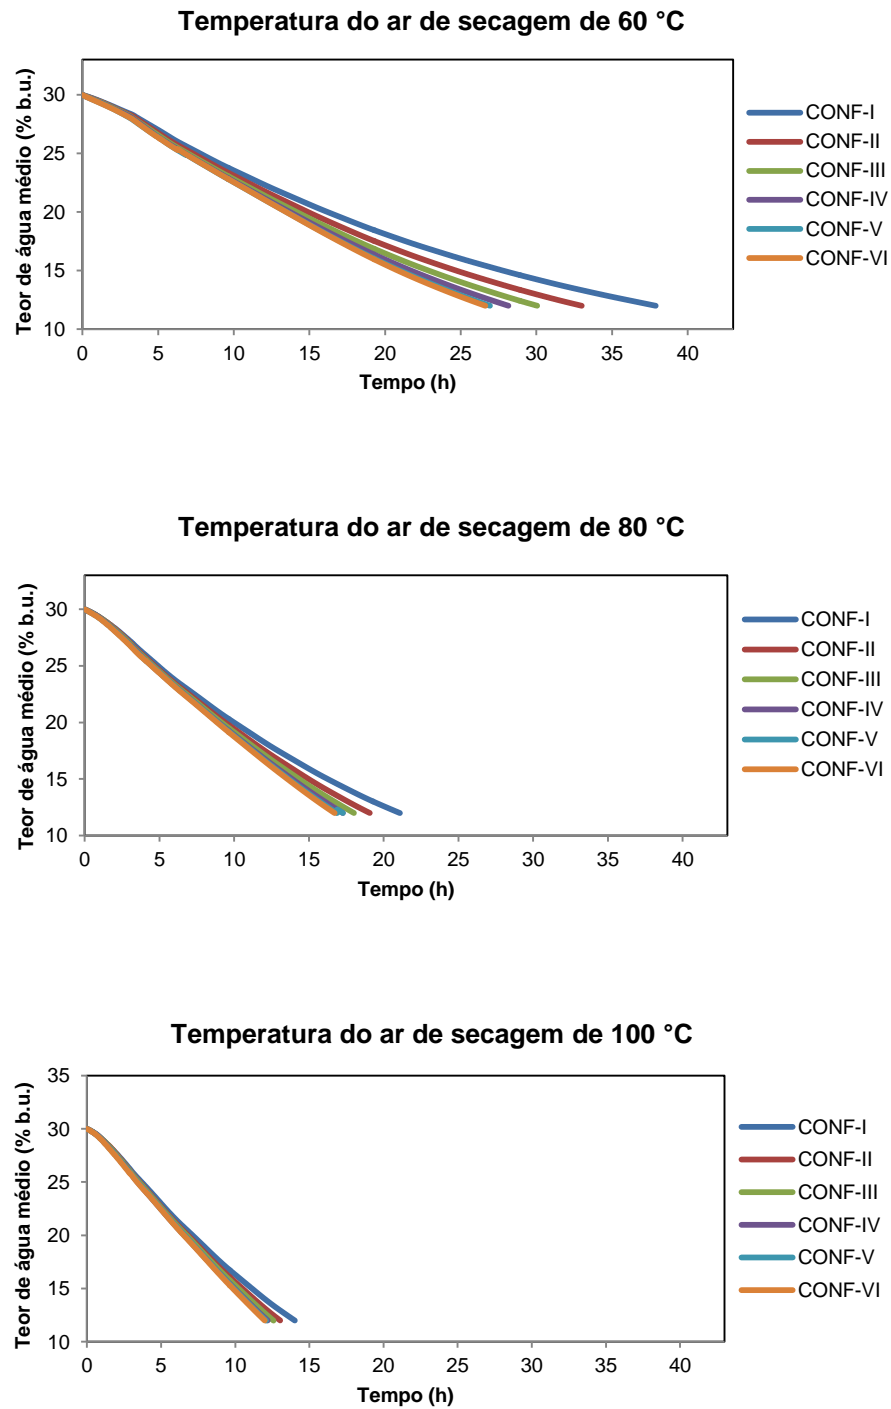 Temperatura do ar de secagem de 60 °C
Teor de água médio (% b.u.)
30
25
20
15
10
0 5 10 15 20 25 30 35 40
Tempo (h)
CONF-I
CONF-II
CONF-III
CONF-IV
CONF-V
CONF-VI
Temperatura do ar de secagem de 80 °C
Teor de água médio (% b.u.)
30
25
20
15
10
0 5 10 15 20 25 30 35 40
Tempo (h)
CONF-I
CONF-II
CONF-III
CONF-IV
CONF-V
CONF-VI
Temperatura do ar de secagem de 100 °C
Teor de água médio (% b.u.)
35
30
25
20
15
10
0 5 10 15 20 25 30 35 40
Tempo (h)
CONF-I
CONF-II
CONF-III
CONF-IV
CONF-V
CONF-VI